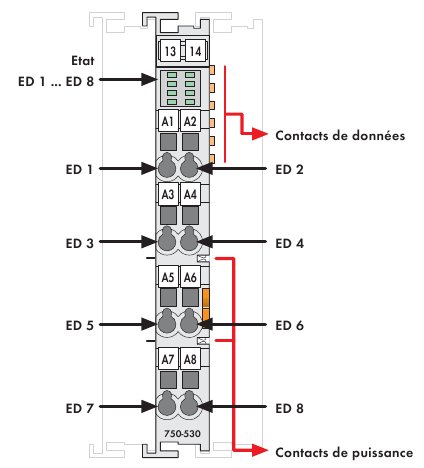 13 14
Etat
ED 1 ... ED 8
A1 A2
Contacts de données
ED 1
ED 2
A3 A4
ED 3
ED 4
A5 A6
ED 5
ED 6
A7 A8
ED 7
ED 8
750-530
Contacts de puissance